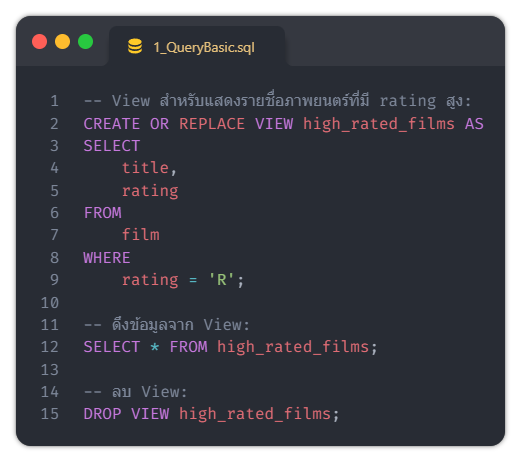 1_QueryBasic.sql
1 -- View สำหรับแสดงรายชื่อภาพยนตร์ที่มี rating สูง:
2 CREATE OR REPLACE VIEW high_rated_films AS
3 SELECT
4     title,
5     rating
6 FROM
7     film
8 WHERE
9     rating = 'R';
10
11 -- ดึงข้อมูลจาก View:
12 SELECT * FROM high_rated_films;
13
14 -- ลบ View:
15 DROP VIEW high_rated_films;